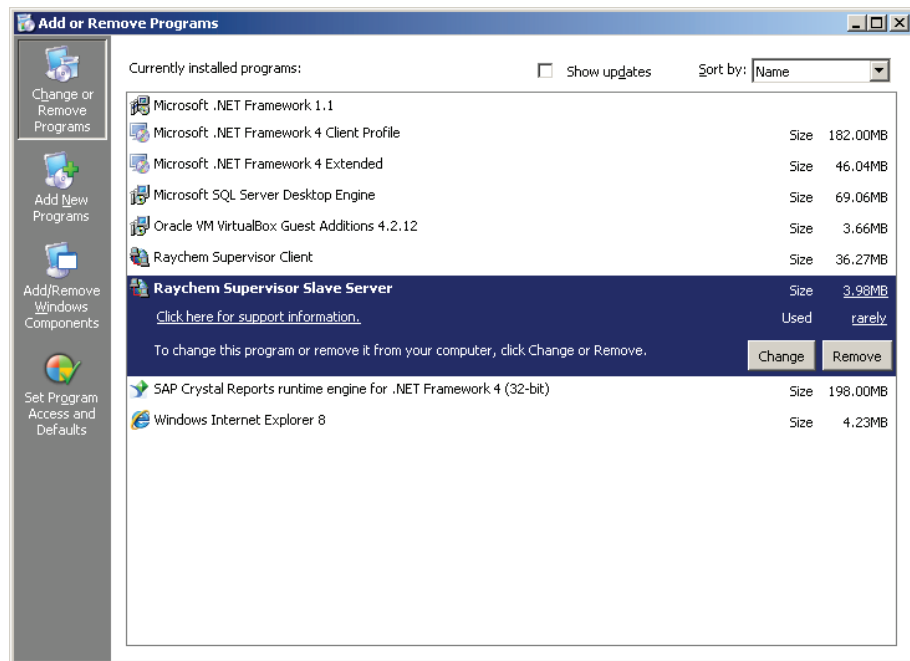 Add or Remove Programs
Change or
Remove
Programs
Add New
Programs
Add/Remove
Windows
Components
Set Program
Access and
Defaults
Currently installed programs:
Show updates
Sort by: Name
Microsoft .NET Framework 1.1
Microsoft .NET Framework 4 Client Profile Size 182.00MB
Microsoft .NET Framework 4 Extended Size 46.04MB
Microsoft SQL Server Desktop Engine Size 69.06MB
Oracle VM VirtualBox Guest Additions 4.2.12 Size 3.66MB
Raychem Supervisor Client Size 36.27MB
Raychem Supervisor Slave Server Size 3.98MB
Click here for support information. Used rarely
To change this program or remove it from your computer, click Change or Remove. Change Remove
SAP Crystal Reports runtime engine for .NET Framework 4 (32-bit) Size 198.00MB
Windows Internet Explorer 8 Size 4.23MB